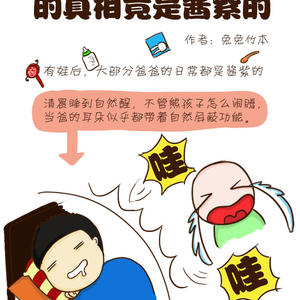 的真相竟是酱紫的
作者：兔兔竹本
有娃后，大部分爸爸的日常都是酱紫的
清晨睡到自然醒，不管熊孩子怎么闹腾，
当爸的耳朵似乎都带着自然屏蔽功能。
哇
哇